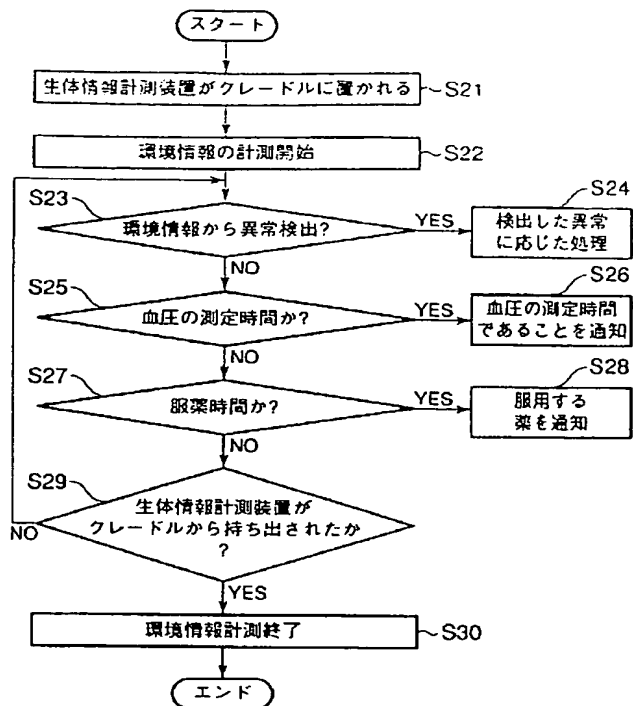 スタート
生体情報計測装置がクレードルに置かれる
S21
環境情報の計測開始
S22
S23
環境情報から異常検出?
YES
S24
検出した異常
に応じた処理
NO
S25
血圧の測定時間か?
YES
S26
血圧の測定時間
であることを通知
NO
S27
服薬時間か?
YES
S28
服用する
薬を通知
NO
S29
生体情報計測装置が
クレードルから持ち出されたか
?
NO
YES
環境情報計測終了
S30
エンド